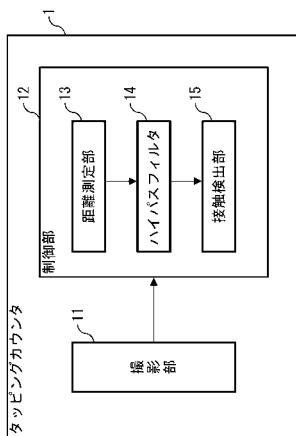 タッピングカウンタ
1
制御部
12
距離測定部
13
ハイパスフィルタ
14
接触検出部
15
撮影部
11